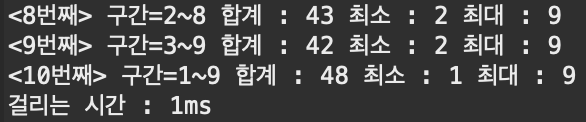 <8번째> 구간=2~8 합계 : 43 최소 : 2 최대 : 9
<9번째> 구간=3~9 합계 : 42 최소 : 2 최대 : 9
<10번째> 구간=1~9 합계 : 48 최소 : 1 최대 : 9
걸리는 시간 : 1ms